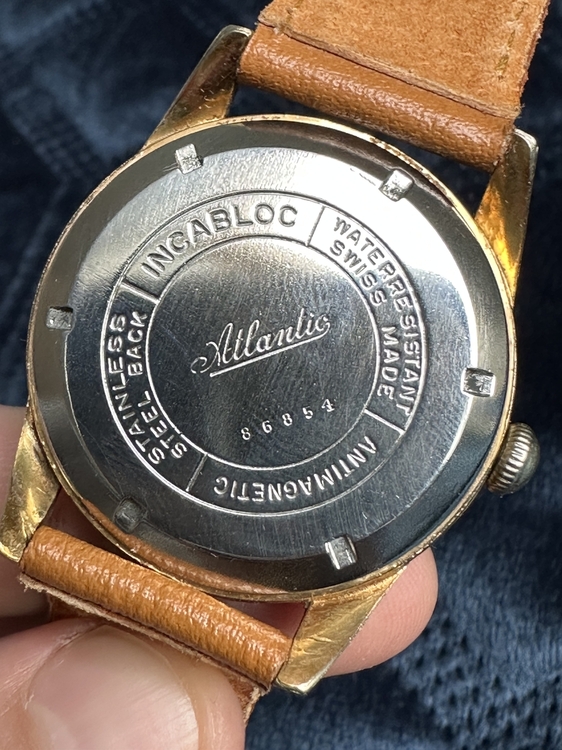 INCABLOC
WATERRESISTANT
SWISS MADE
ANTIMAGNETIC
STAINLESS
STEEL BACK
Atlantic
86854